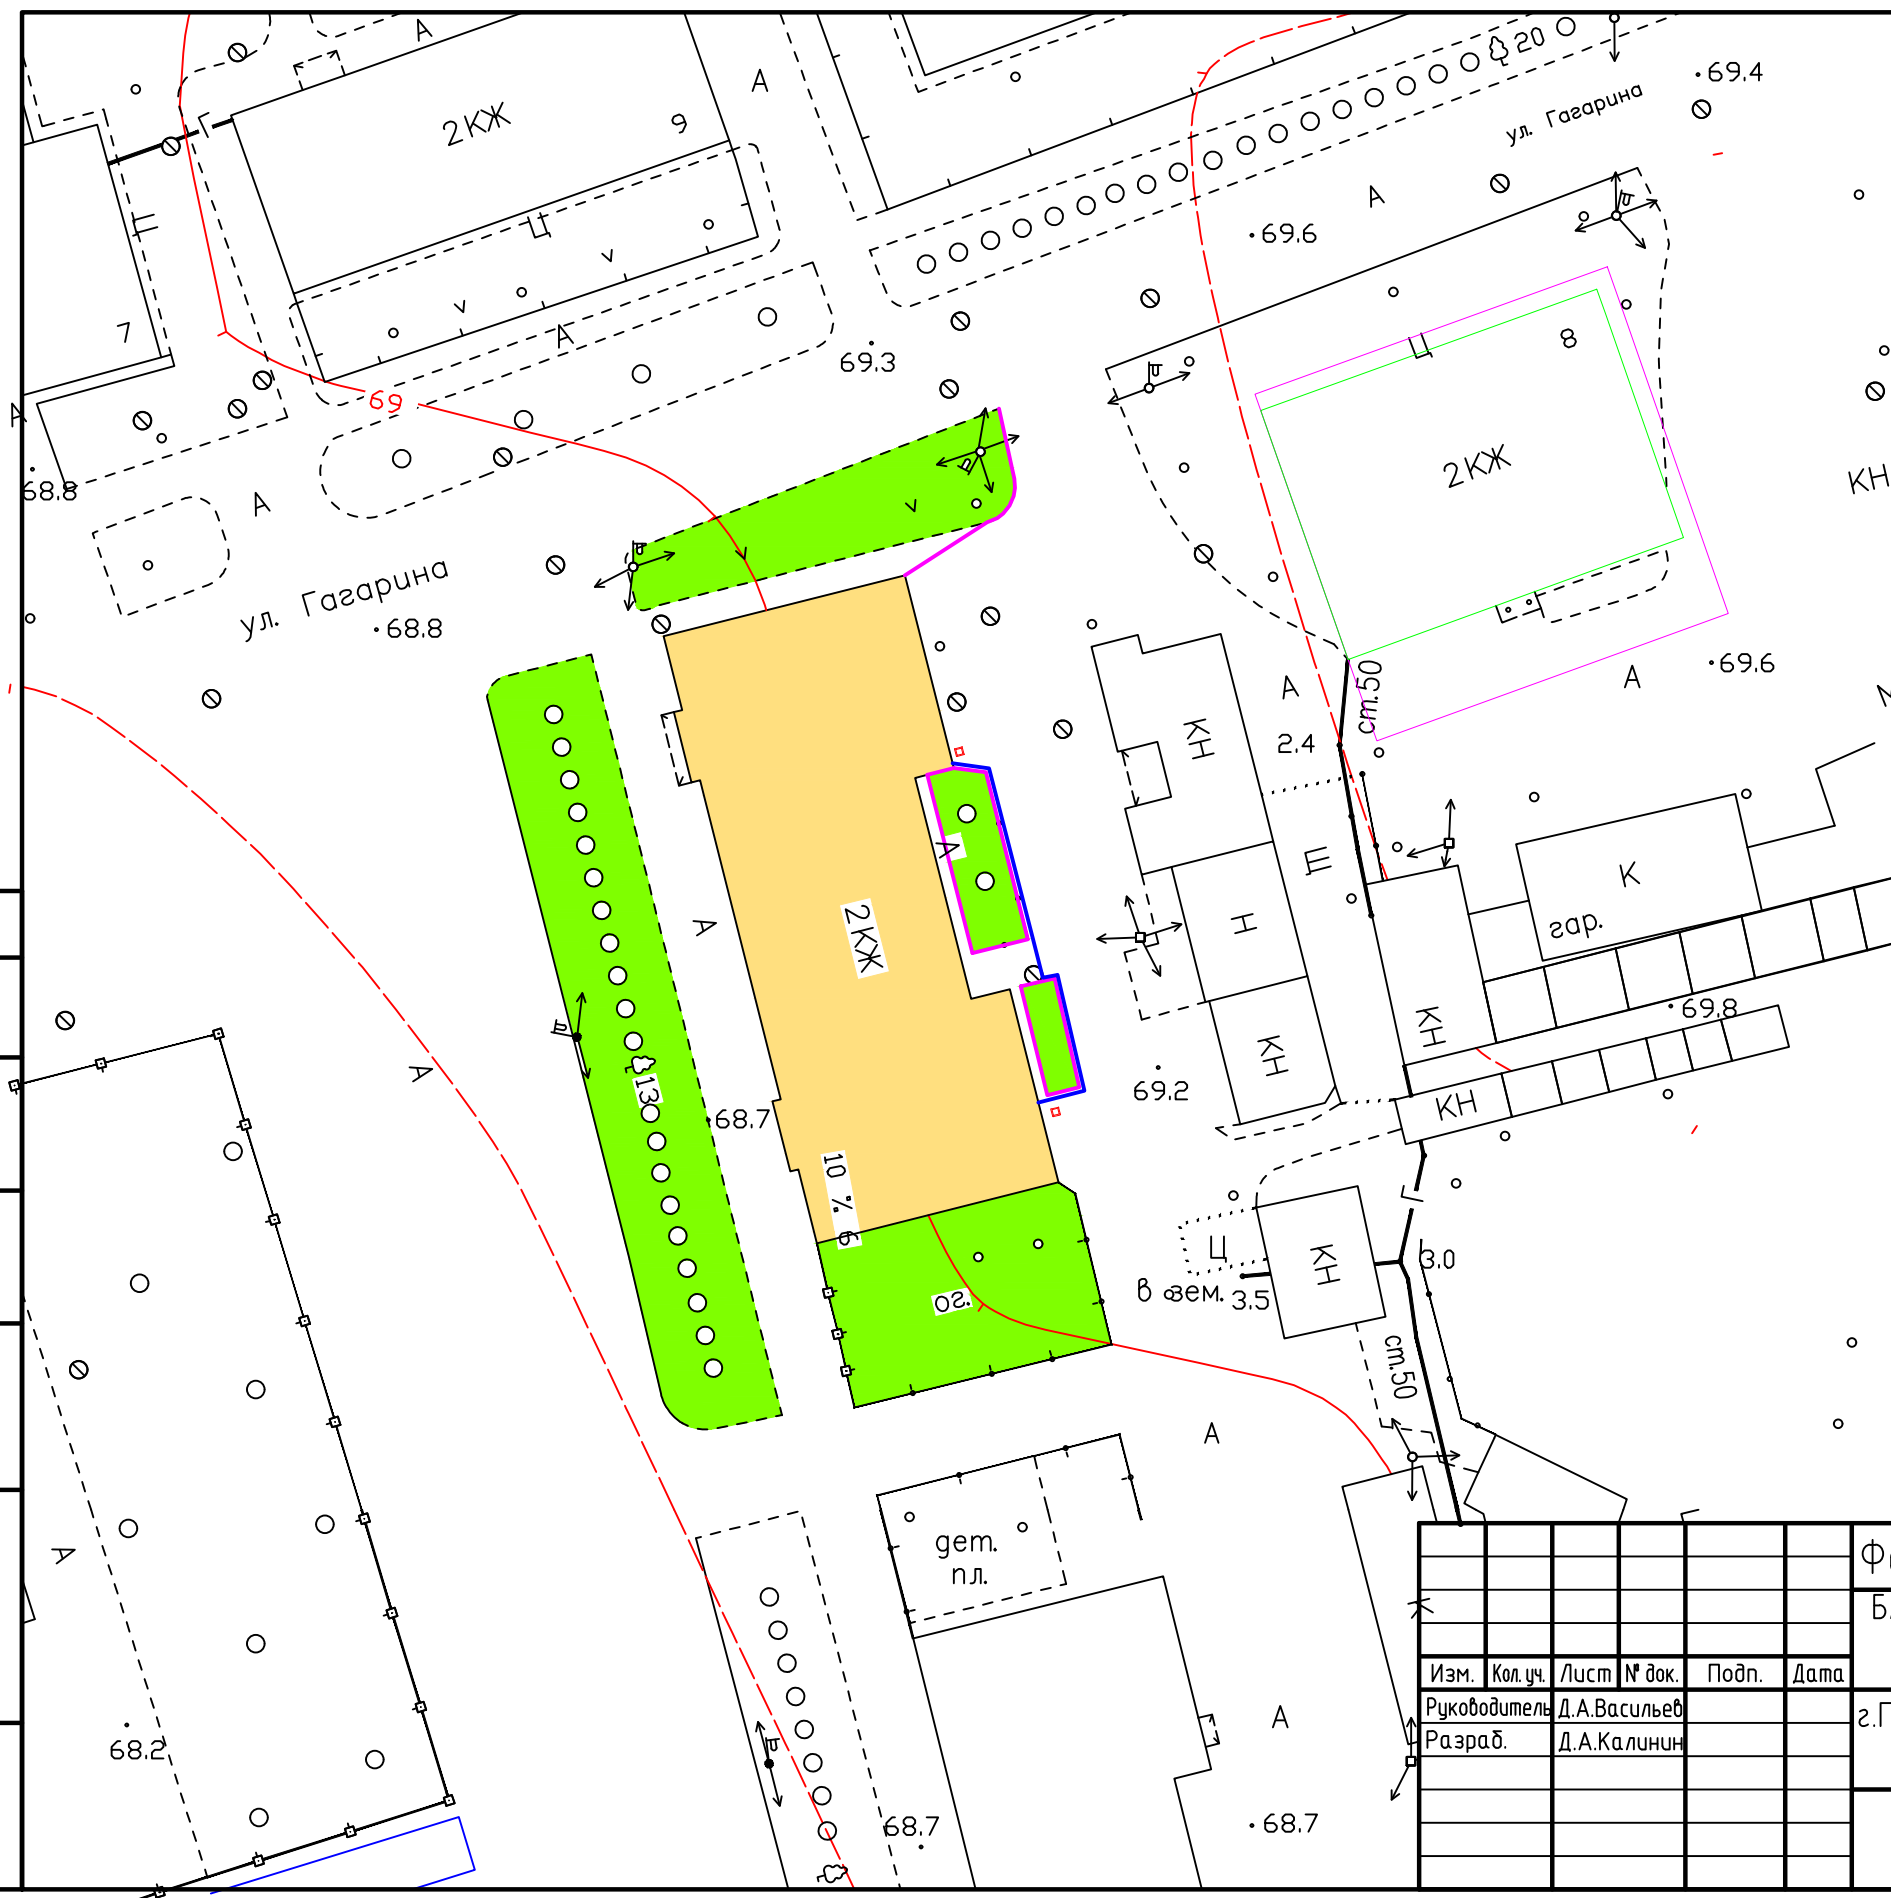 А
20
69.4
2КЖ
9
А
ул. Гагарина
А
Ц
Ц
69.6
7
А
69.3
8
69
А
2КЖ
КН
68.8
А
ул. Гагарина
68.8
ст.50
69.6
А
А
КН
2.4
А
Ш
К
гар.
2КЖ
А
Н
КН
69.8
А
КН
69.2
КН
13
68.7
10 % 6
Ц
КН
3.0
в зем.
3.5
ог.
ст.50
А
дет.
пл.
А
К
Б.
Изм.
Кол.уч.
Лист
№ док.
Подп.
Дата
Руководитель
Д.А.Васильев
А
г.П
68.2
Разраб.
Д.А.Калинин
68.7
68.7